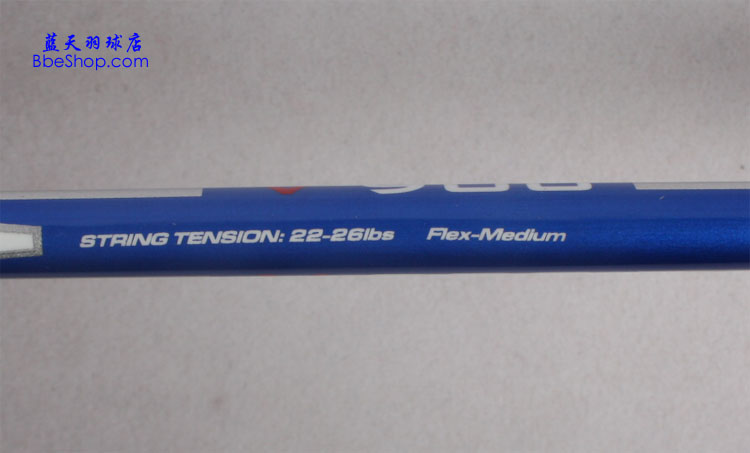 蓝天羽球店
BbeShop.com
STRING TENSION: 22-26lbs Flex-Medium